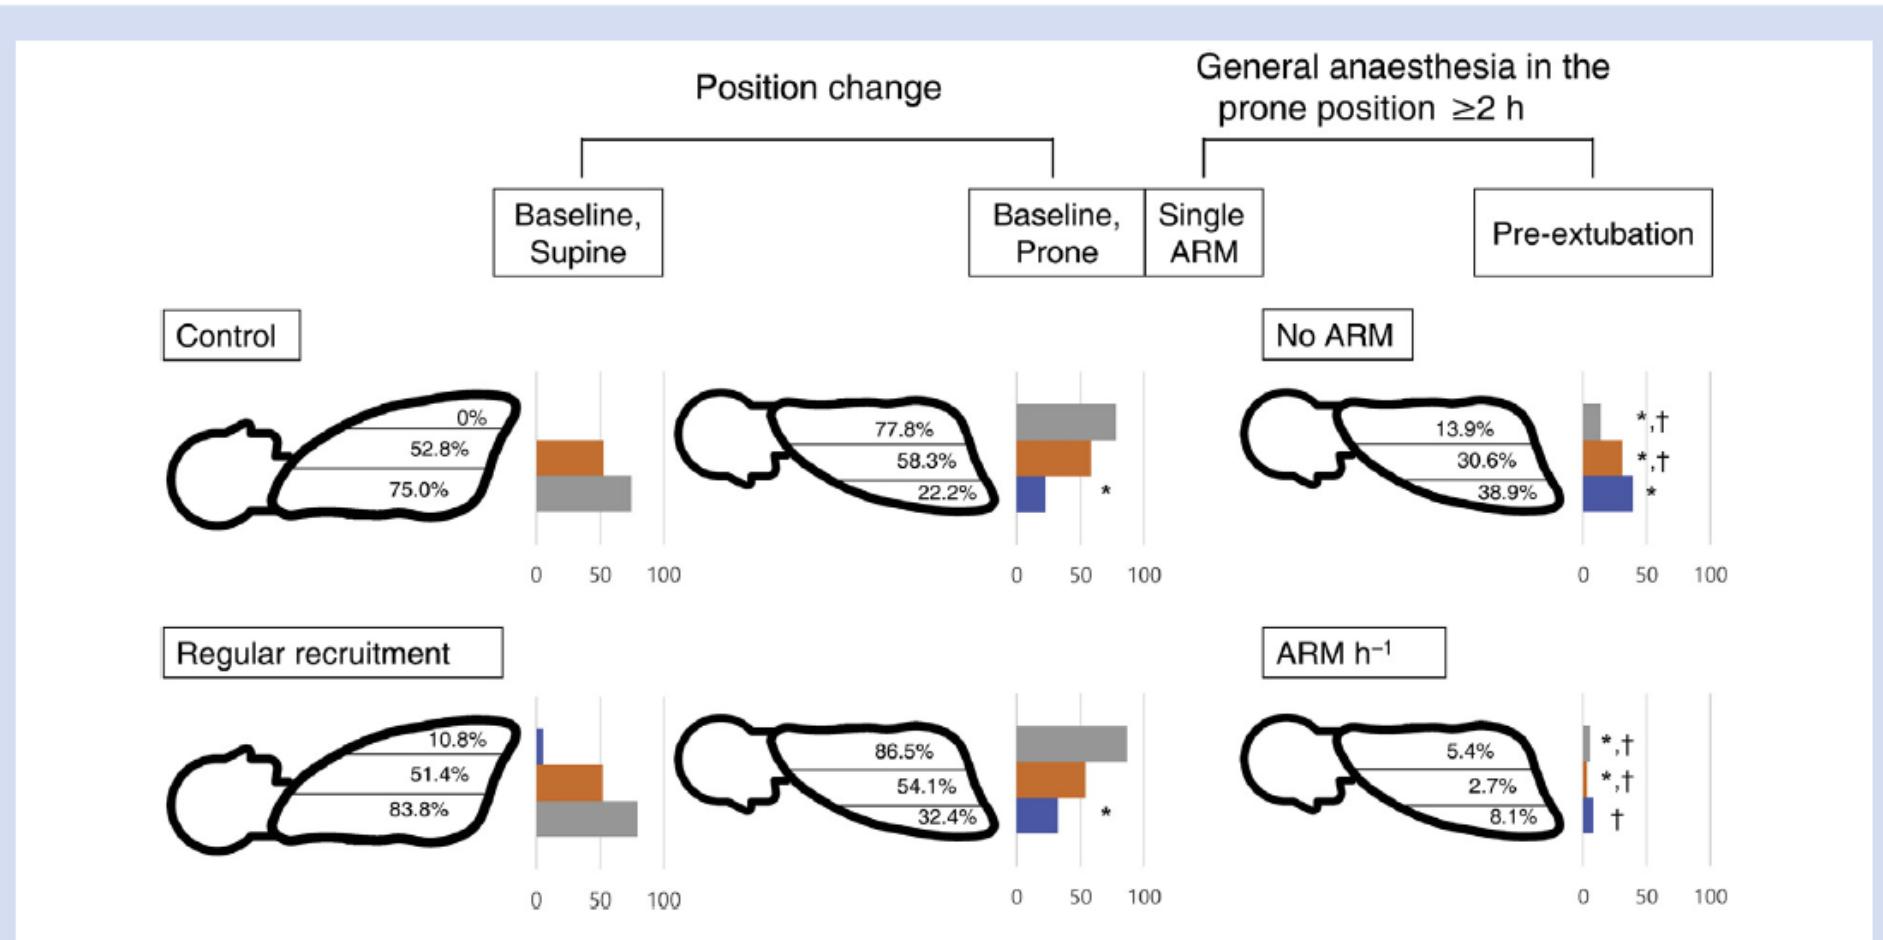 Position change
General anaesthesia in the
prone position ≥2 h
Baseline,
Supine
Baseline,
Prone
Single
ARM
Pre-extubation
Control
No ARM
0%
52.8%
75.0%
0 50 100
77.8%
58.3%
22.2%
*
0 50 100
13.9%
30.6%
38.9%
*,†
*,†
*
0 50 100
Regular recruitment
ARM h⁻¹
10.8%
51.4%
83.8%
0 50 100
86.5%
54.1%
32.4%
*
0 50 100
5.4%
2.7%
8.1%
*,†
*,†
†
0 50 100